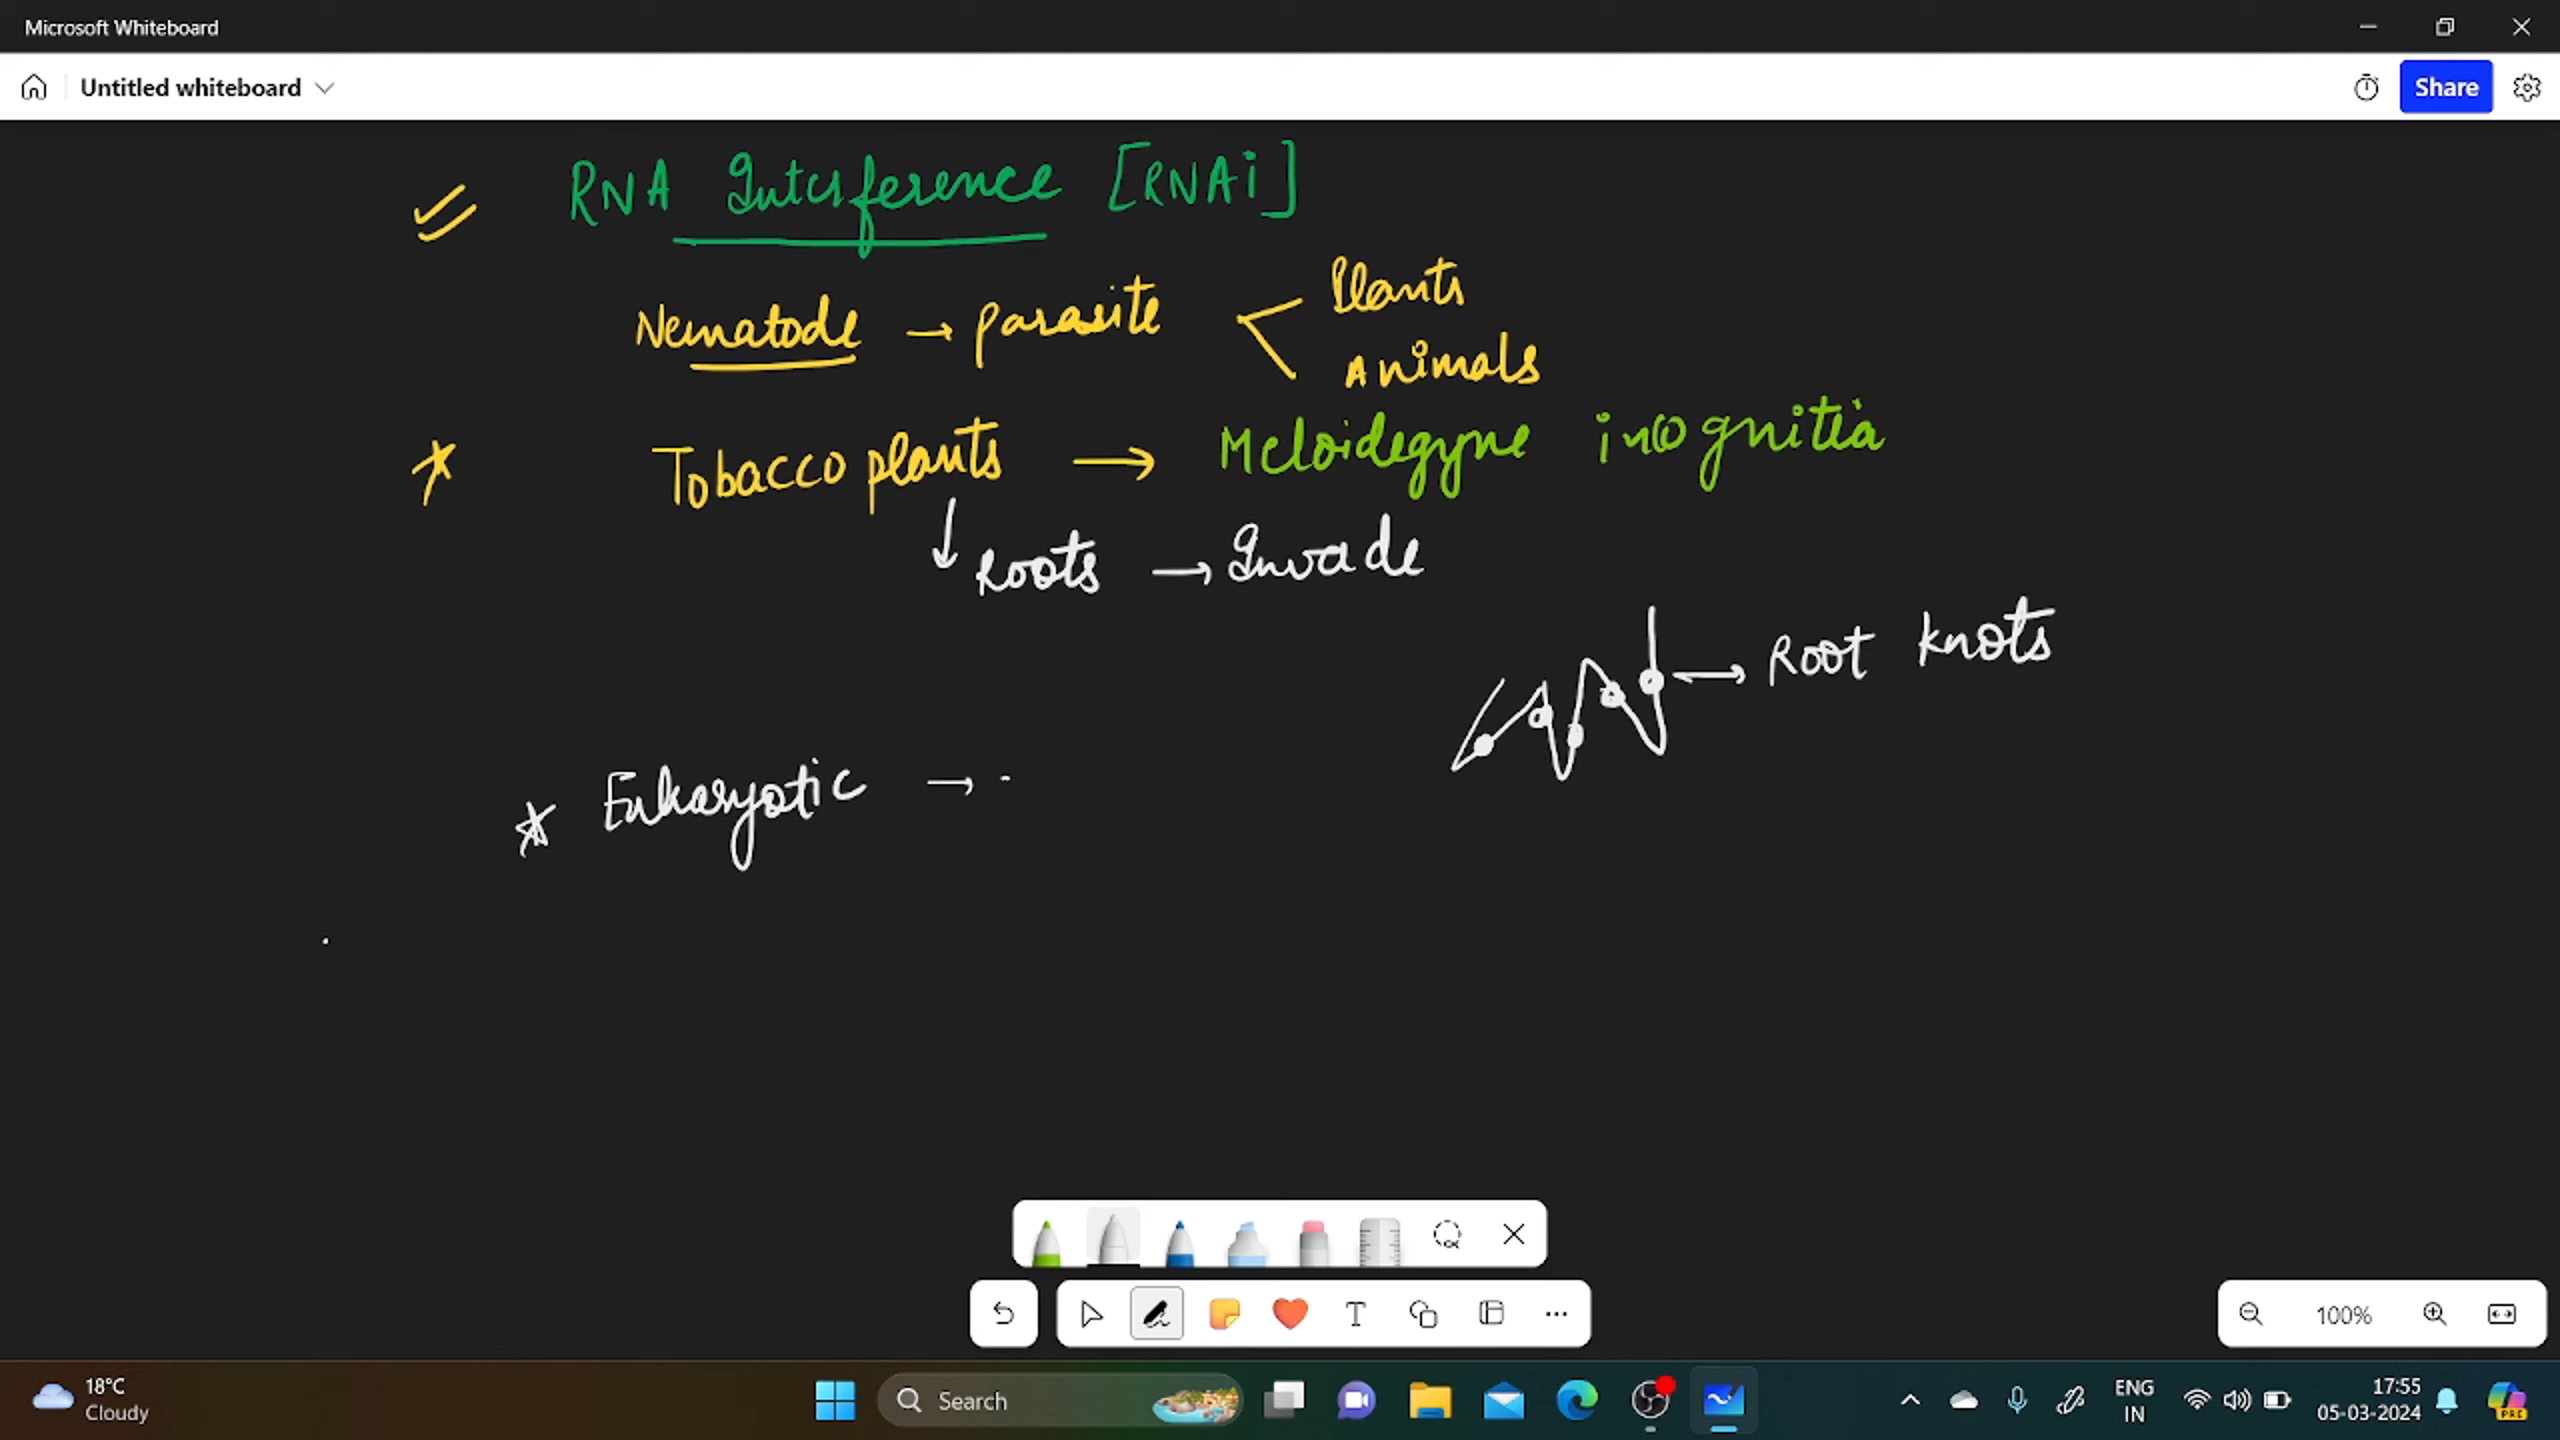 Microsoft Whiteboard
Untitled whiteboard
Share
RNA Interference [RNAi]
Nematode → parasite
Plants
Animals
Tobacco plants → Meloidegyne incognitia
↓ Roots → Invade
→ Root knots
* Eukaryotic →
100%
18°C
Cloudy
Search
ENG
IN
17:55
05-03-2024
PRE